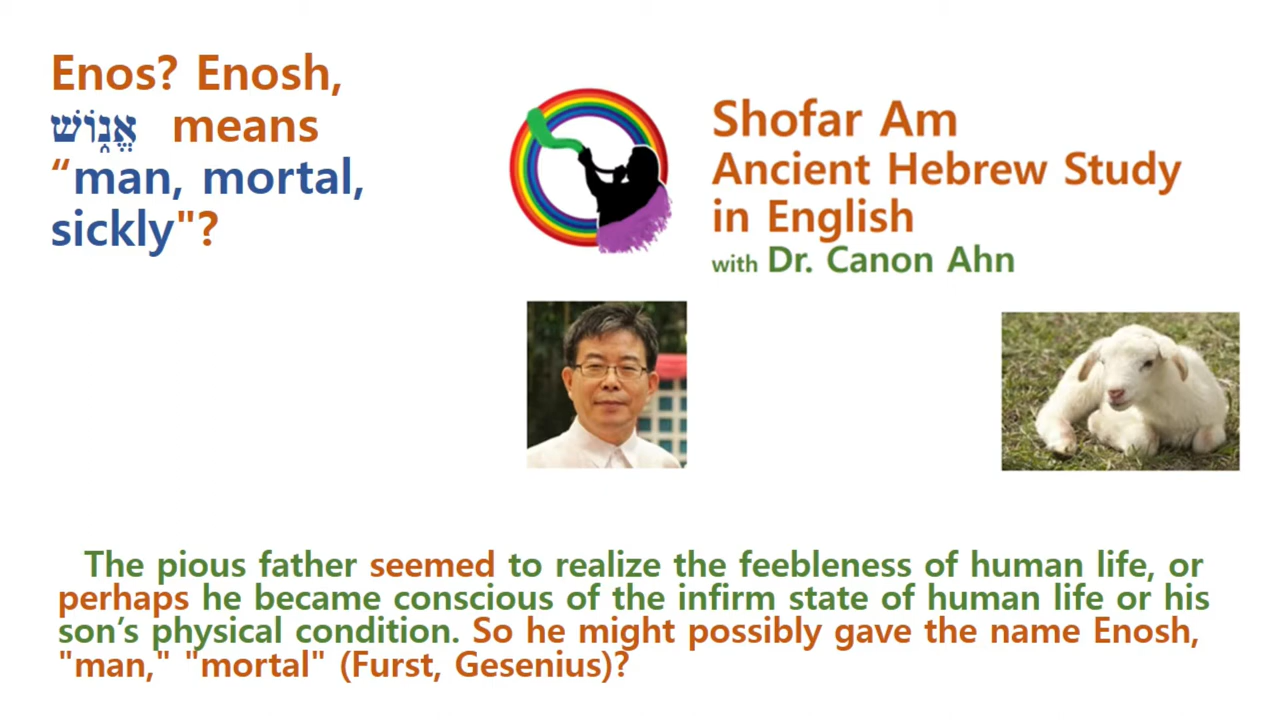 Enos? Enosh,
אֱנ֑וֹשׁ means
“man, mortal,
sickly"?
Shofar Am
Ancient Hebrew Study
in English
with Dr. Canon Ahn
The pious father seemed to realize the feebleness of human life, or
perhaps he became conscious of the infirm state of human life or his
son’s physical condition. So he might possibly gave the name Enosh,
"man," "mortal" (Furst, Gesenius)?